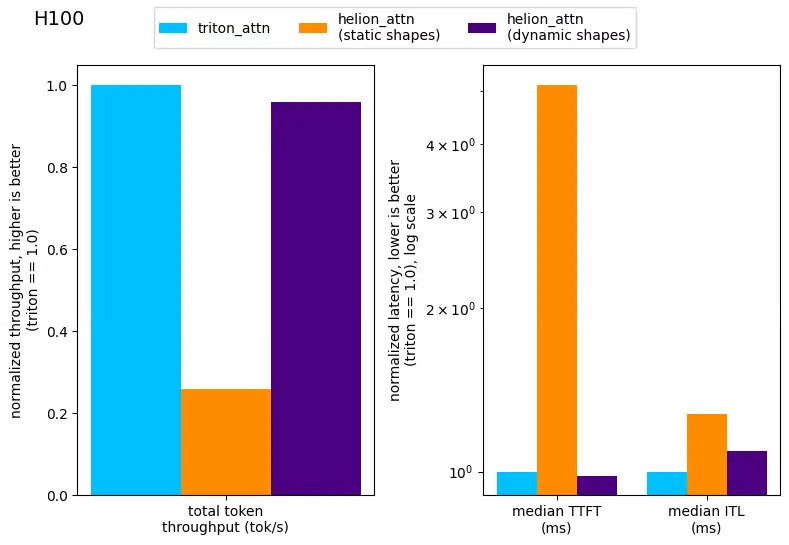 H100
triton_attn
helion_attn
(static shapes)
helion_attn
(dynamic shapes)
normalized throughput, higher is better
(triton == 1.0)
1.0
0.8
0.6
0.4
0.2
0.0
total token
throughput (tok/s)
normalized latency, lower is better
(triton == 1.0), log scale
4 × 10⁰
3 × 10⁰
2 × 10⁰
10⁰
median TTFT
(ms)
median ITL
(ms)